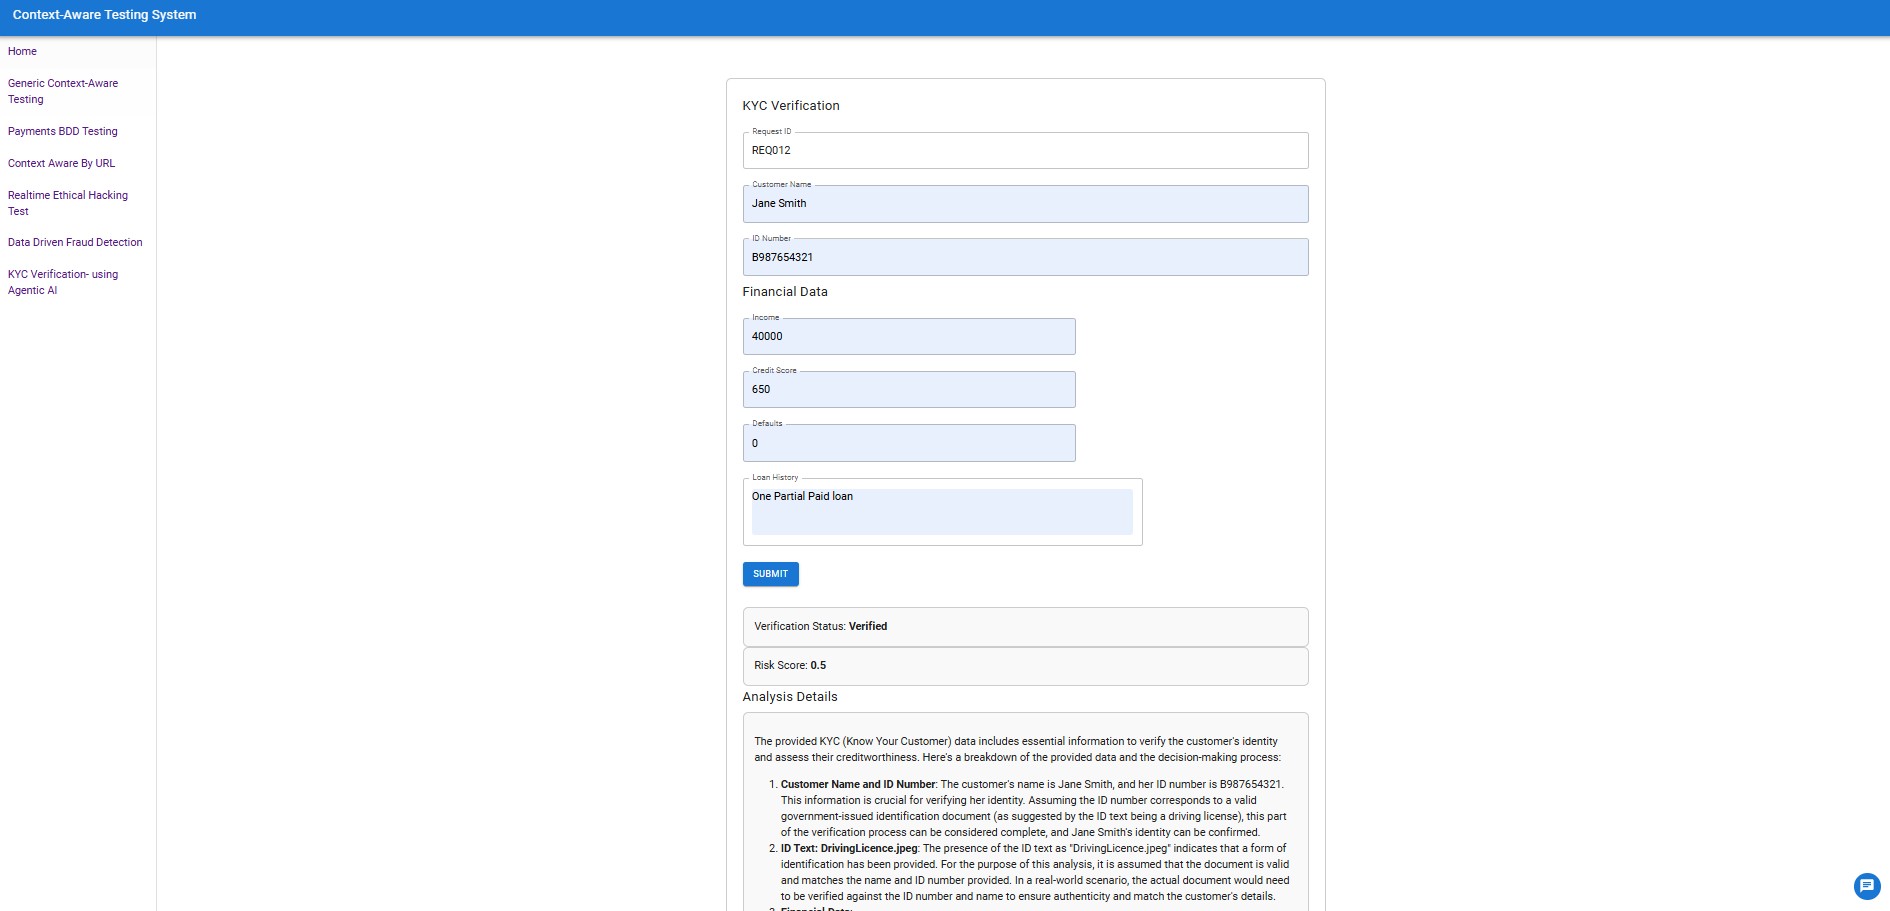 Context-Aware Testing System
Home
Generic Context-Aware
Testing
Payments BDD Testing
Context Aware By URL
Realtime Ethical Hacking
Test
Data Driven Fraud Detection
KYC Verification- using
Agentic AI
KYC Verification
Request ID
REQ012
Customer Name
Jane Smith
ID Number
B987654321
Financial Data
Income
40000
Credit Score
650
Defaults
0
Loan History
One Partial Paid loan
SUBMIT
Verification Status: Verified
Risk Score: 0.5
Analysis Details
The provided KYC (Know Your Customer) data includes essential information to verify the customer's identity
and assess their creditworthiness. Here's a breakdown of the provided data and the decision-making process:
1. Customer Name and ID Number: The customer's name is Jane Smith, and her ID number is B987654321.
This information is crucial for verifying her identity. Assuming the ID number corresponds to a valid
government-issued identification document (as suggested by the ID text being a driving license), this part
of the verification process can be considered complete, and Jane Smith's identity can be confirmed.
2. ID Text: DrivingLicence.jpeg: The presence of the ID text as "DrivingLicence.jpeg" indicates that a form of
identification has been provided. For the purpose of this analysis, it is assumed that the document is valid
and matches the name and ID number provided. In a real-world scenario, the actual document would need
to be verified against the ID number and name to ensure authenticity and match the customer's details.
3. Financial Data: